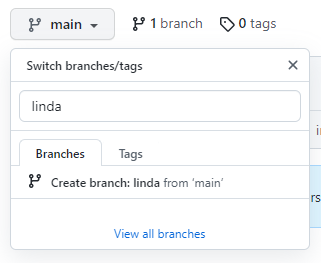 main 1 branch 0 tags
Switch branches/tags
linda
Branches Tags
Create branch: linda from ‘main’
View all branches